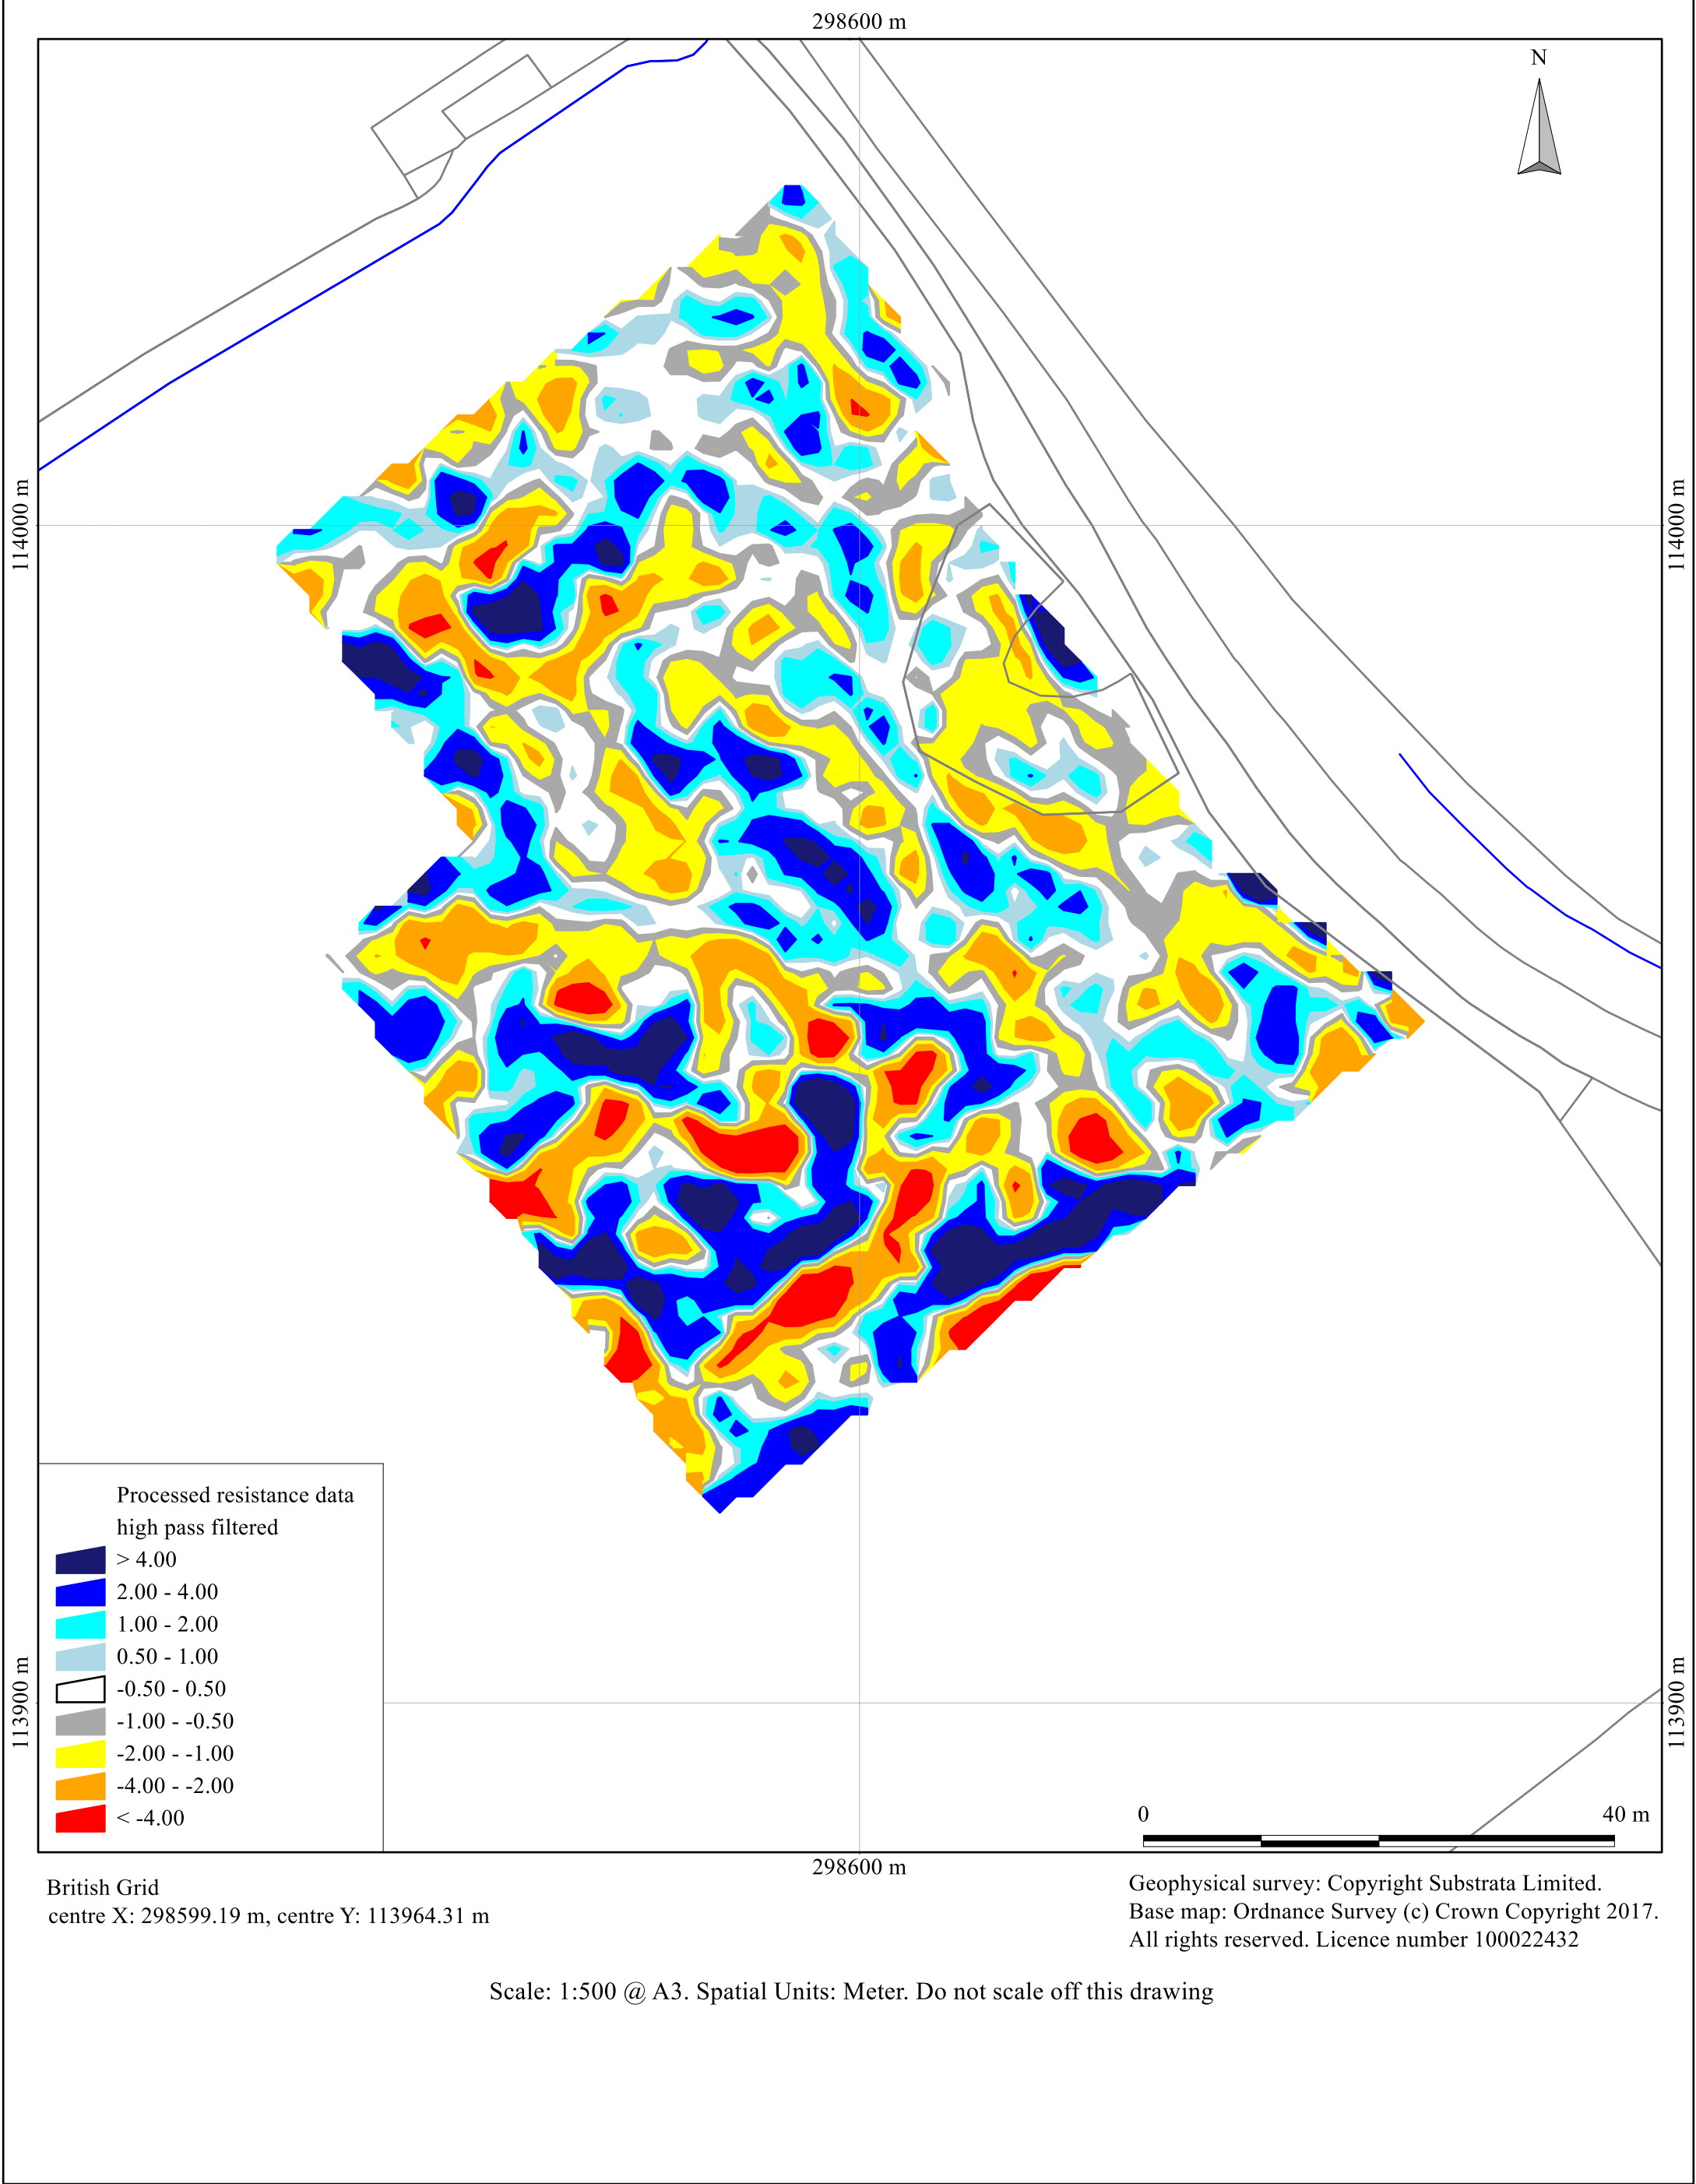 298600 m
N
114000 m
114000 m
Processed resistance data
high pass filtered
> 4.00
2.00 - 4.00
1.00 - 2.00
0.50 - 1.00
-0.50 - 0.50
-1.00 - -0.50
-2.00 - -1.00
-4.00 - -2.00
< -4.00
113900 m
113900 m
0 40 m
298600 m
British Grid
centre X: 298599.19 m, centre Y: 113964.31 m
Geophysical survey: Copyright Substrata Limited.
Base map: Ordnance Survey (c) Crown Copyright 2017.
All rights reserved. Licence number 100022432
Scale: 1:500 @ A3. Spatial Units: Meter. Do not scale off this drawing